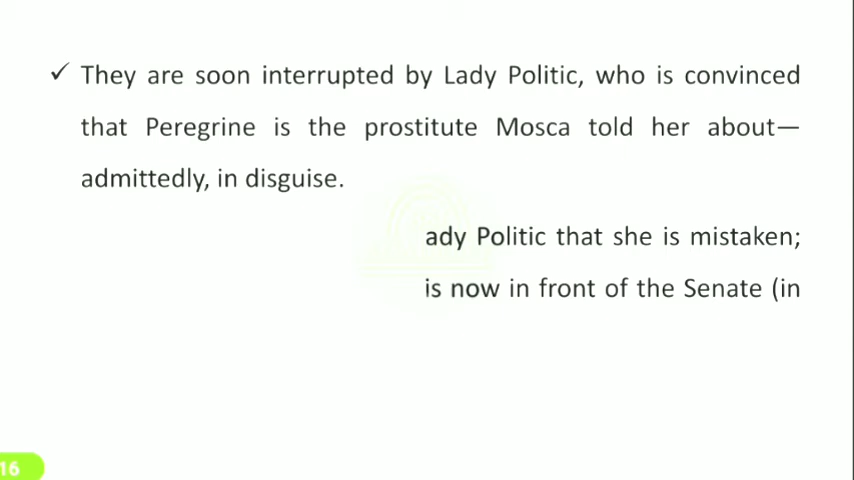 ✓ They are soon interrupted by Lady Politic, who is convinced
that Peregrine is the prostitute Mosca told her about—
admittedly, in disguise.
ady Politic that she is mistaken;
is now in front of the Senate (in
16